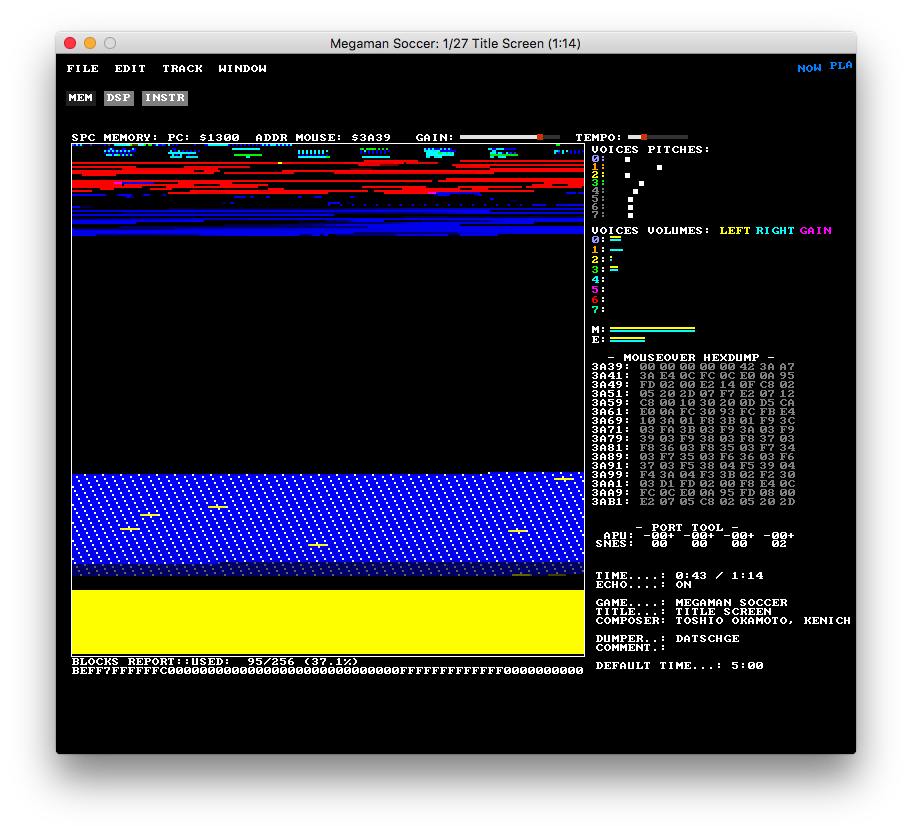 Megaman Soccer: 1/27 Title Screen (1:14)
FILE EDIT TRACK WINDOW NOW PLA
MEM DSP INSTR
SPC MEMORY: PC: $1300 ADDR MOUSE: $3A39 GAIN: TEMPO:
VOICES PITCHES:
0:
1:
2:
3:
4:
5:
6:
7:
VOICES VOLUMES: LEFT RIGHT GAIN
0:
1:
2:
3:
4:
5:
6:
7:
M:
E:
- MOUSEOVER HEXDUMP -
3A39: 00 00 00 00 00 42 3A A7
3A41: 3A E4 0C FC 0C E0 0A 95
3A49: FD 02 00 E2 14 0F C8 02
3A51: 05 20 2D 07 F7 E2 07 12
3A59: C8 00 10 30 20 0D D5 CA
3A61: E0 0A FC 30 93 FC FB E4
3A69: 10 3A 01 F8 3B 01 F9 3C
3A71: 03 FA 3B 03 F9 3A 03 F9
3A79: 39 03 F9 38 03 F8 37 03
3A81: F8 36 03 F8 35 03 F7 34
3A89: 03 F7 35 03 F6 36 03 F6
3A91: 37 03 F5 38 04 F5 39 04
3A99: F4 3A 04 F3 3B 02 F2 30
3AA1: 03 D1 FD 02 00 F8 E4 0C
3AA9: FC 0C E0 0A 95 FD 08 00
3AB1: E2 07 05 C8 02 05 20 2D
- PORT TOOL -
APU: -00+ -00+ -00+ -00+
SNES: 00 00 00 02
TIME....: 0:43 / 1:14
ECHO....: ON
GAME....: MEGAMAN SOCCER
TITLE...: TITLE SCREEN
COMPOSER: TOSHIO OKAMOTO, KENICH
DUMPER..: DATSCHGE
COMMENT.:
DEFAULT TIME...: 5:00
BLOCKS REPORT::USED: 95/256 (37.1%)
BEFF7FFFFFFC0000000000000000000000000000FFFFFFFFFFFFFF0000000000